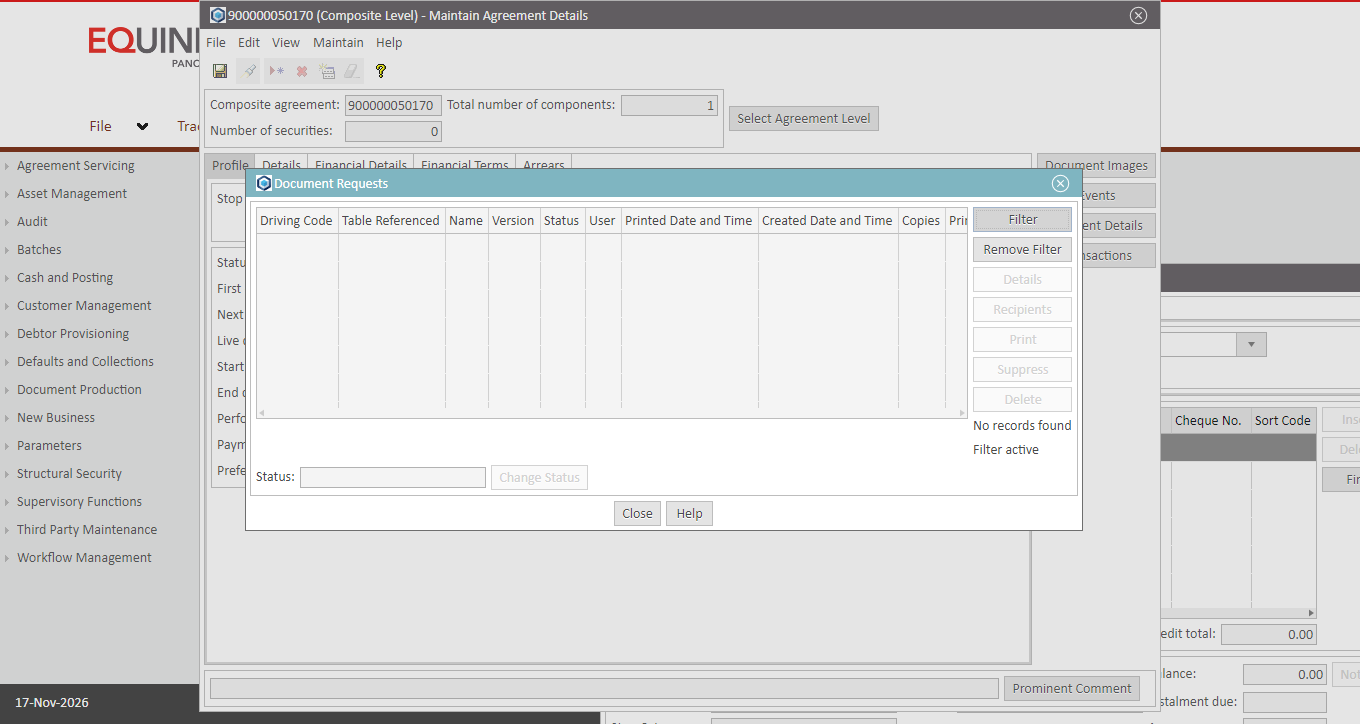 900000050170 (Composite Level) - Maintain Agreement Details
EQUINI
PANC
File Edit View Maintain Help
File
Trac
Composite agreement: 900000050170 Total number of components: 1
Number of securities: 0
Select Agreement Level
Profile Details Financial Details Financial Terms Arrears
Document Images
Events
ent Details
nsactions
Agreement Servicing
Asset Management
Audit
Batches
Cash and Posting
Customer Management
Debtor Provisioning
Defaults and Collections
Document Production
New Business
Parameters
Structural Security
Supervisory Functions
Third Party Maintenance
Workflow Management
17-Nov-2026
Stop
Statu
First
Next
Live
Start
End
Perfo
Paym
Prefe
Document Requests
Driving Code Table Referenced Name Version Status User Printed Date and Time Created Date and Time Copies Prin
Filter
Remove Filter
Details
Recipients
Print
Suppress
Delete
No records found
Filter active
Status:
Change Status
Close Help
Cheque No. Sort Code
Inse
Dele
Fin
edit total: 0.00
lance: 0.00
Not
stalment due:
Prominent Comment